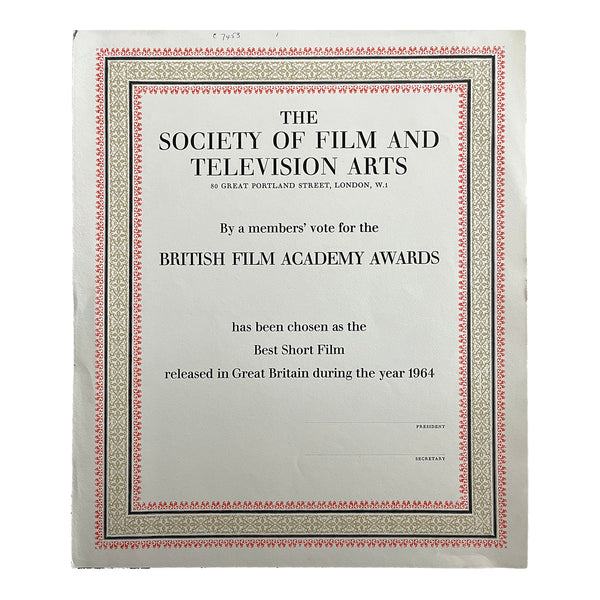 c 7453
THE
SOCIETY OF FILM AND
TELEVISION ARTS
80 GREAT PORTLAND STREET, LONDON, W.1
By a members' vote for the
BRITISH FILM ACADEMY AWARDS
has been chosen as the
Best Short Film
released in Great Britain during the year 1964
PRESIDENT
SECRETARY